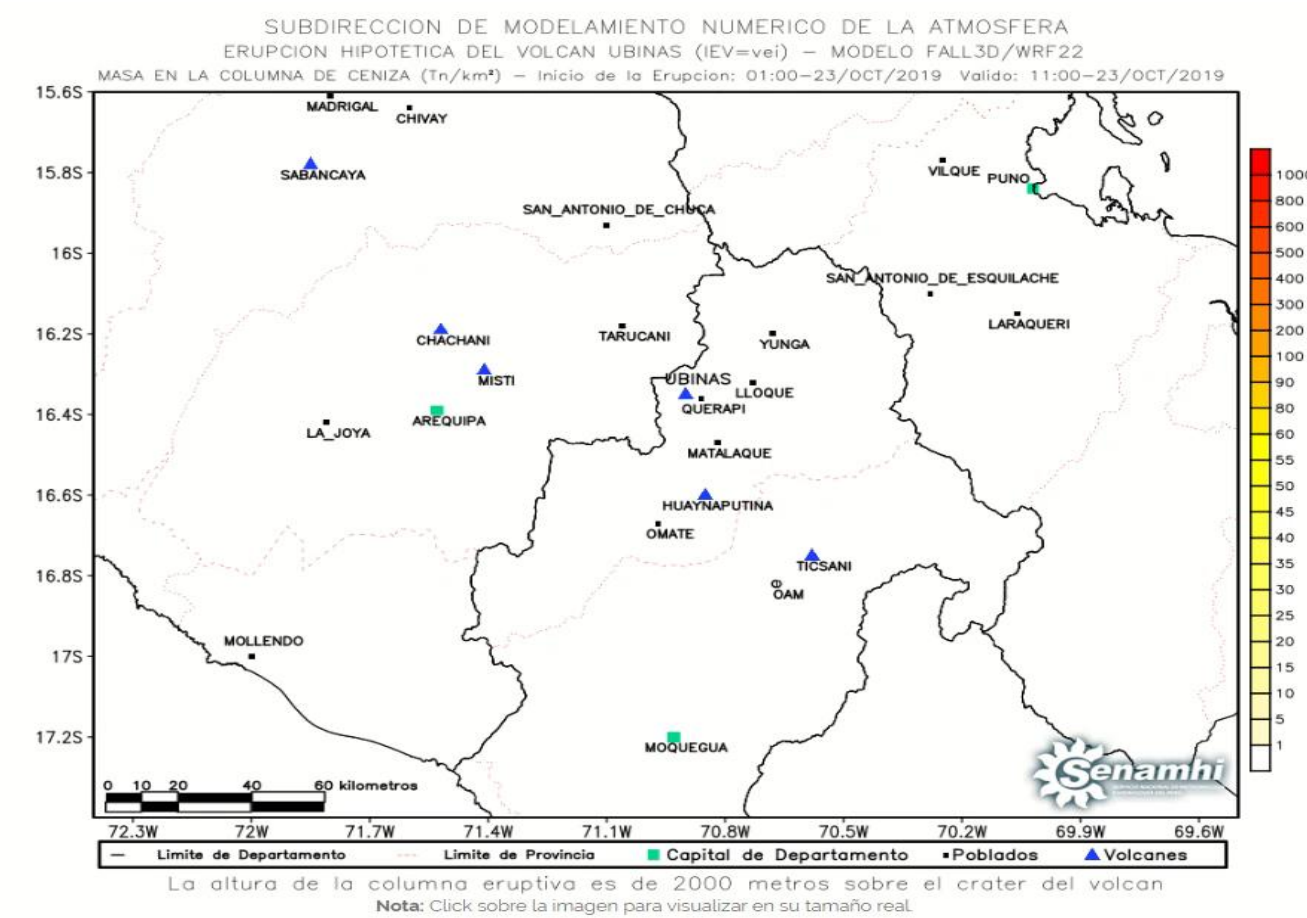 SUBDIRECCION DE MODELAMIENTO NUMERICO DE LA ATMOSFERA
ERUPCION HIPOTETICA DEL VOLCAN UBINAS (IEV=vei) – MODELO FALL3D/WRF22
MASA EN LA COLUMNA DE CENIZA (Tn/km²) – Inicio de la Erupcion: 01:00–23/OCT/2019 Valido: 11:00–23/OCT/2019
15.6S
MADRIGAL
CHIVAY
15.8S
SABANCAYA
VILQUE
PUNO
SAN_ANTONIO_DE_CHUCA
16S
SAN_ANTONIO_DE_ESQUILACHE
16.2S
CHACHANI
TARUCANI
YUNGA
LARAQUERI
MISTI
UBINAS
LLOQUE
QUERAPI
16.4S
AREQUIPA
LA_JOYA
MATALAQUE
16.6S
HUAYNAPUTINA
OMATE
16.8S
TICSANI
OAM
MOLLENDO
17S
17.2S
MOQUEGUA
1000
800
600
500
400
300
200
100
90
80
60
55
50
45
40
35
30
25
20
15
10
5
1
Senamhi
0 10 20 40 60 kilometros
72.3W 72W 71.7W 71.4W 71.1W 70.8W 70.5W 70.2W 69.9W 69.6W
Limite de Departamento Limite de Provincia Capital de Departamento Poblados Volcanes
La altura de la columna eruptiva es de 2000 metros sobre el crater del volcan
Nota: Click sobre la imagen para visualizar en su tamaño real.